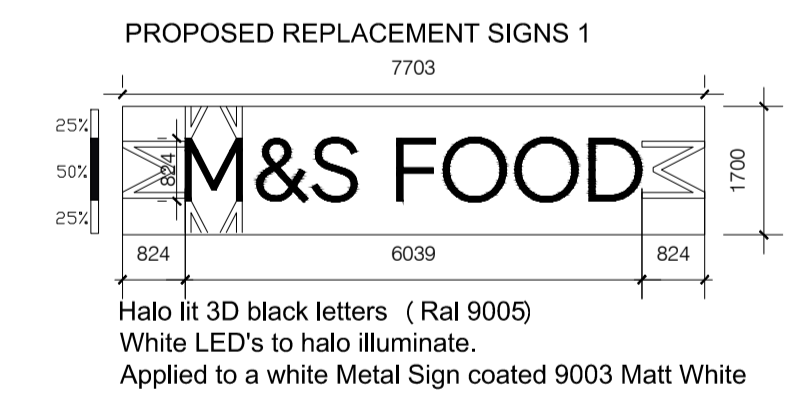 PROPOSED REPLACEMENT SIGNS 1
7703
25%
50%
25%
824
M&S FOOD
1700
824
6039
824
Halo lit 3D black letters ( Ral 9005)
White LED's to halo illuminate.
Applied to a white Metal Sign coated 9003 Matt White